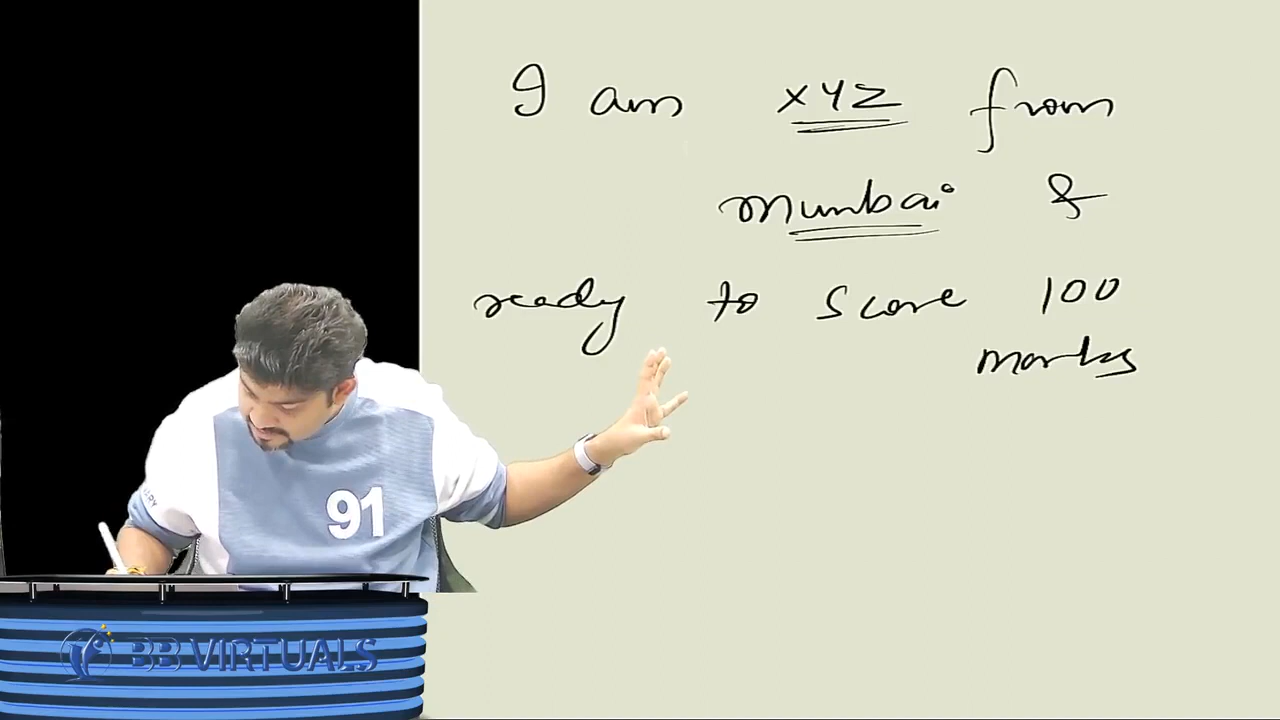 I am XYZ from
Mumbai &
ready to score 100
marks
91
BB VIRTUALS